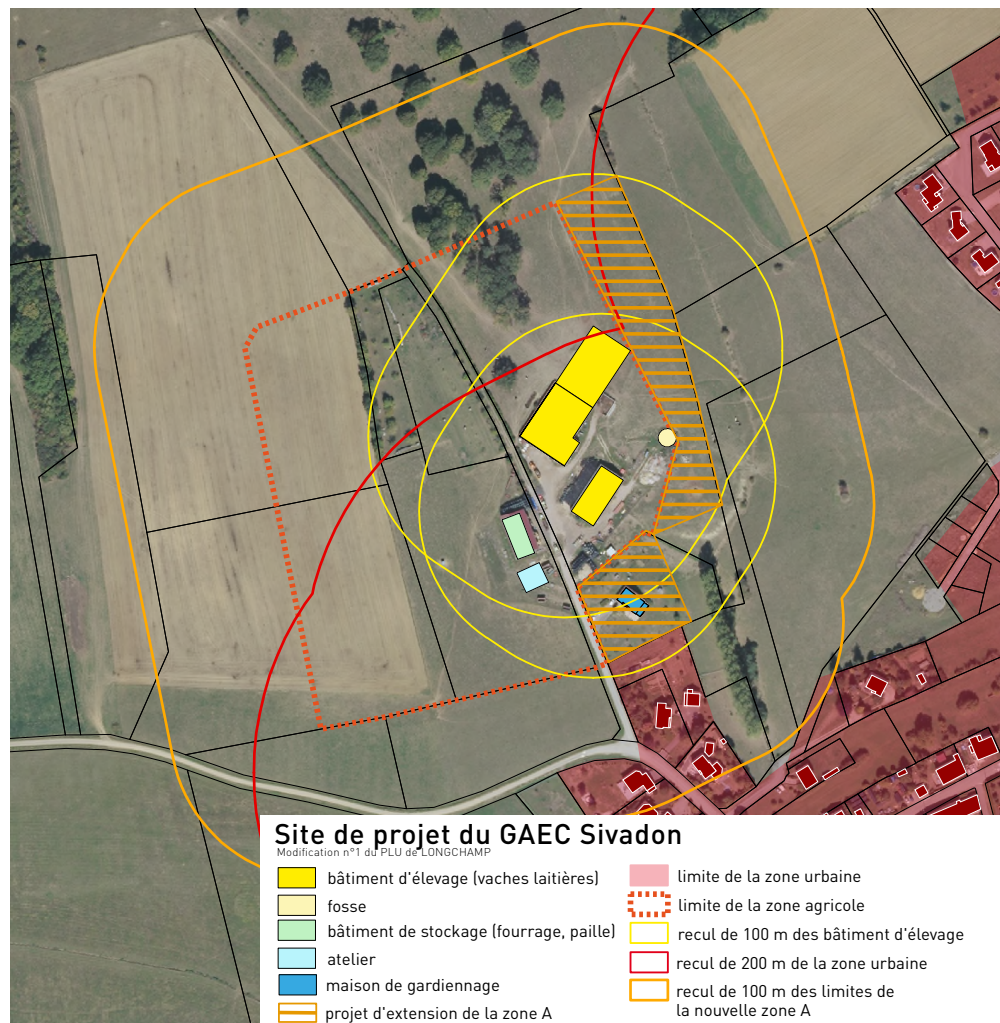 Site de projet du GAEC Sivadon
Modification n°1 du PLU de LONGCHAMP
bâtiment d'élevage (vaches laitières)
fosse
bâtiment de stockage (fourrage, paille)
atelier
maison de gardiennage
projet d'extension de la zone A
limite de la zone urbaine
limite de la zone agricole
recul de 100 m des bâtiment d'élevage
recul de 200 m de la zone urbaine
recul de 100 m des limites de
la nouvelle zone A